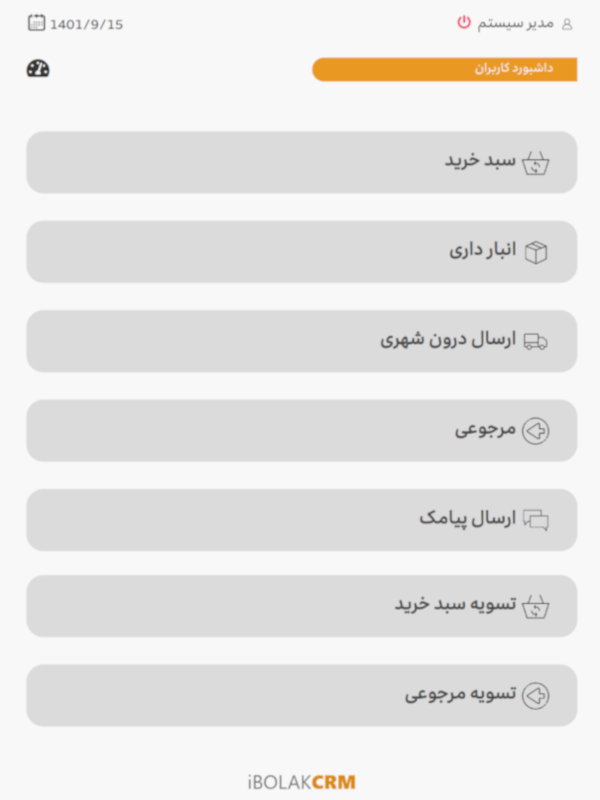 مدیر سیستم
1401/9/15
داشبورد کاربران
سبد خرید
انبار داری
ارسال درون شهری
مرجوعی
ارسال پیامک
تسویه سبد خرید
تسویه مرجوعی
iBOLAKCRM